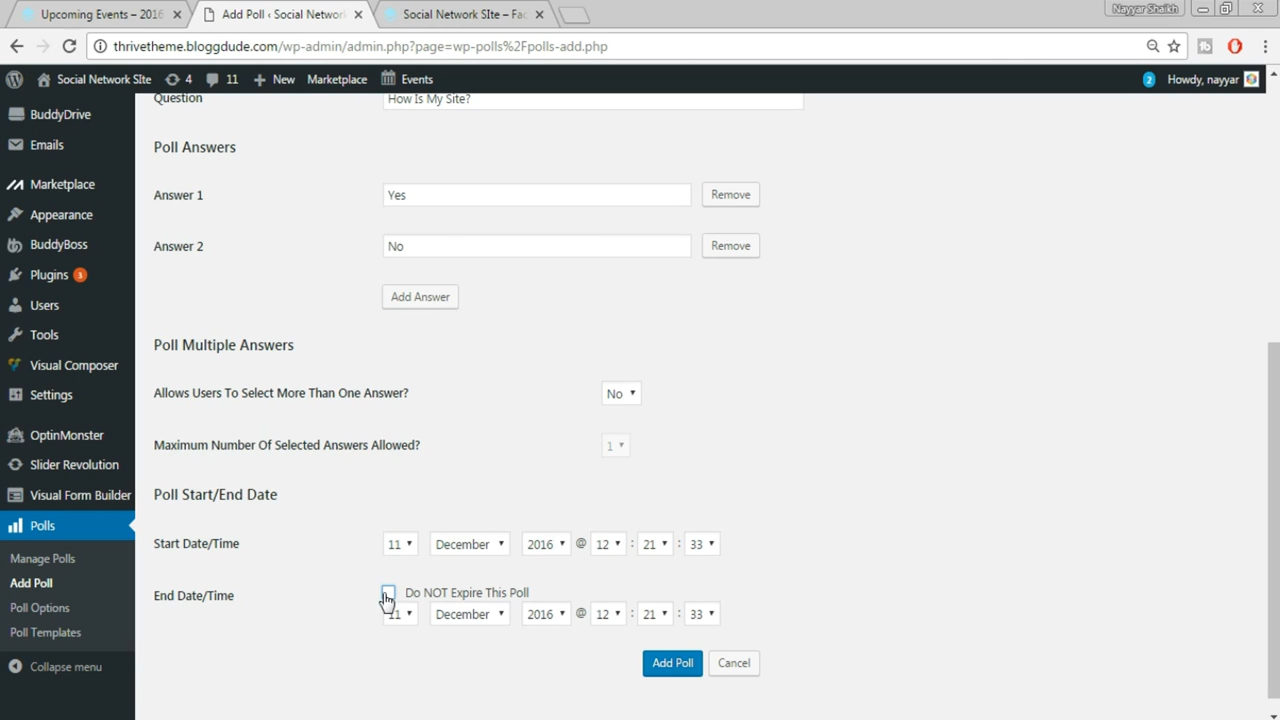 Upcoming Events – 2016
Add Poll ‹ Social Network
Social Network SIte – Fac
Nayyar Shaikh
thrivetheme.bloggdude.com/wp-admin/admin.php?page=wp-polls%2Fpolls-add.php
Social Network SIte 4 11 New Marketplace Events 2 Howdy, nayyar
BuddyDrive
Emails
Marketplace
Appearance
BuddyBoss
Plugins 1
Users
Tools
Visual Composer
Settings
OptinMonster
Slider Revolution
Visual Form Builder
Polls
Manage Polls
Add Poll
Poll Options
Poll Templates
Collapse menu
Question How Is My Site?
Poll Answers
Answer 1 Yes Remove
Answer 2 No Remove
Add Answer
Poll Multiple Answers
Allows Users To Select More Than One Answer? No
Maximum Number Of Selected Answers Allowed? 1
Poll Start/End Date
Start Date/Time 11 December 2016 @ 12 : 21 : 33
End Date/Time Do NOT Expire This Poll
11 December 2016 @ 12 : 21 : 33
Add Poll Cancel